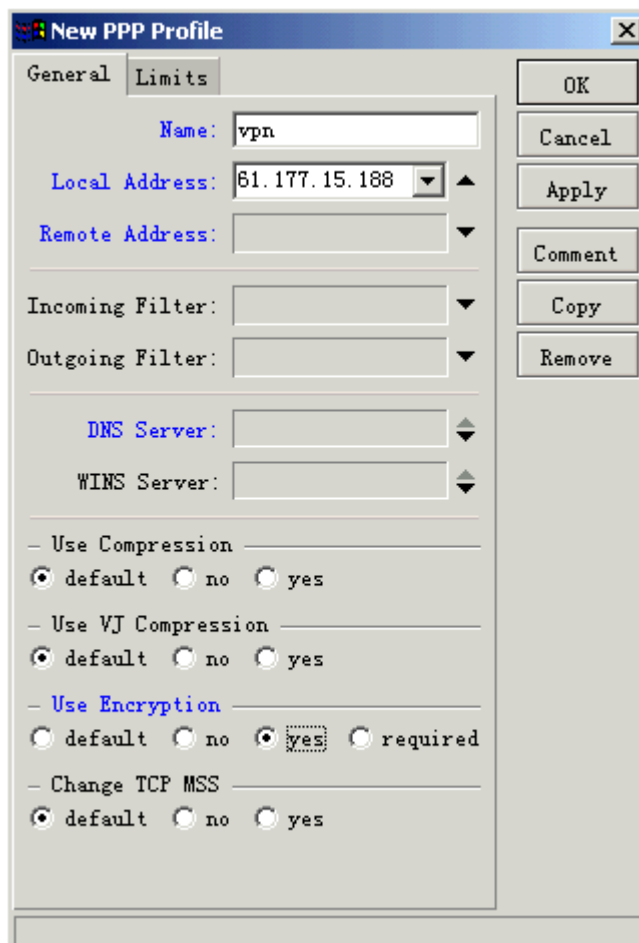 New PPP Profile
General Limits
Name: vpn
Local Address: 61.177.15.188
Remote Address:
Incoming Filter:
Outgoing Filter:
DNS Server:
WINS Server:
Use Compression
default no yes
Use VJ Compression
default no yes
Use Encryption
default no yes required
Change TCP MSS
default no yes
OK
Cancel
Apply
Comment
Copy
Remove